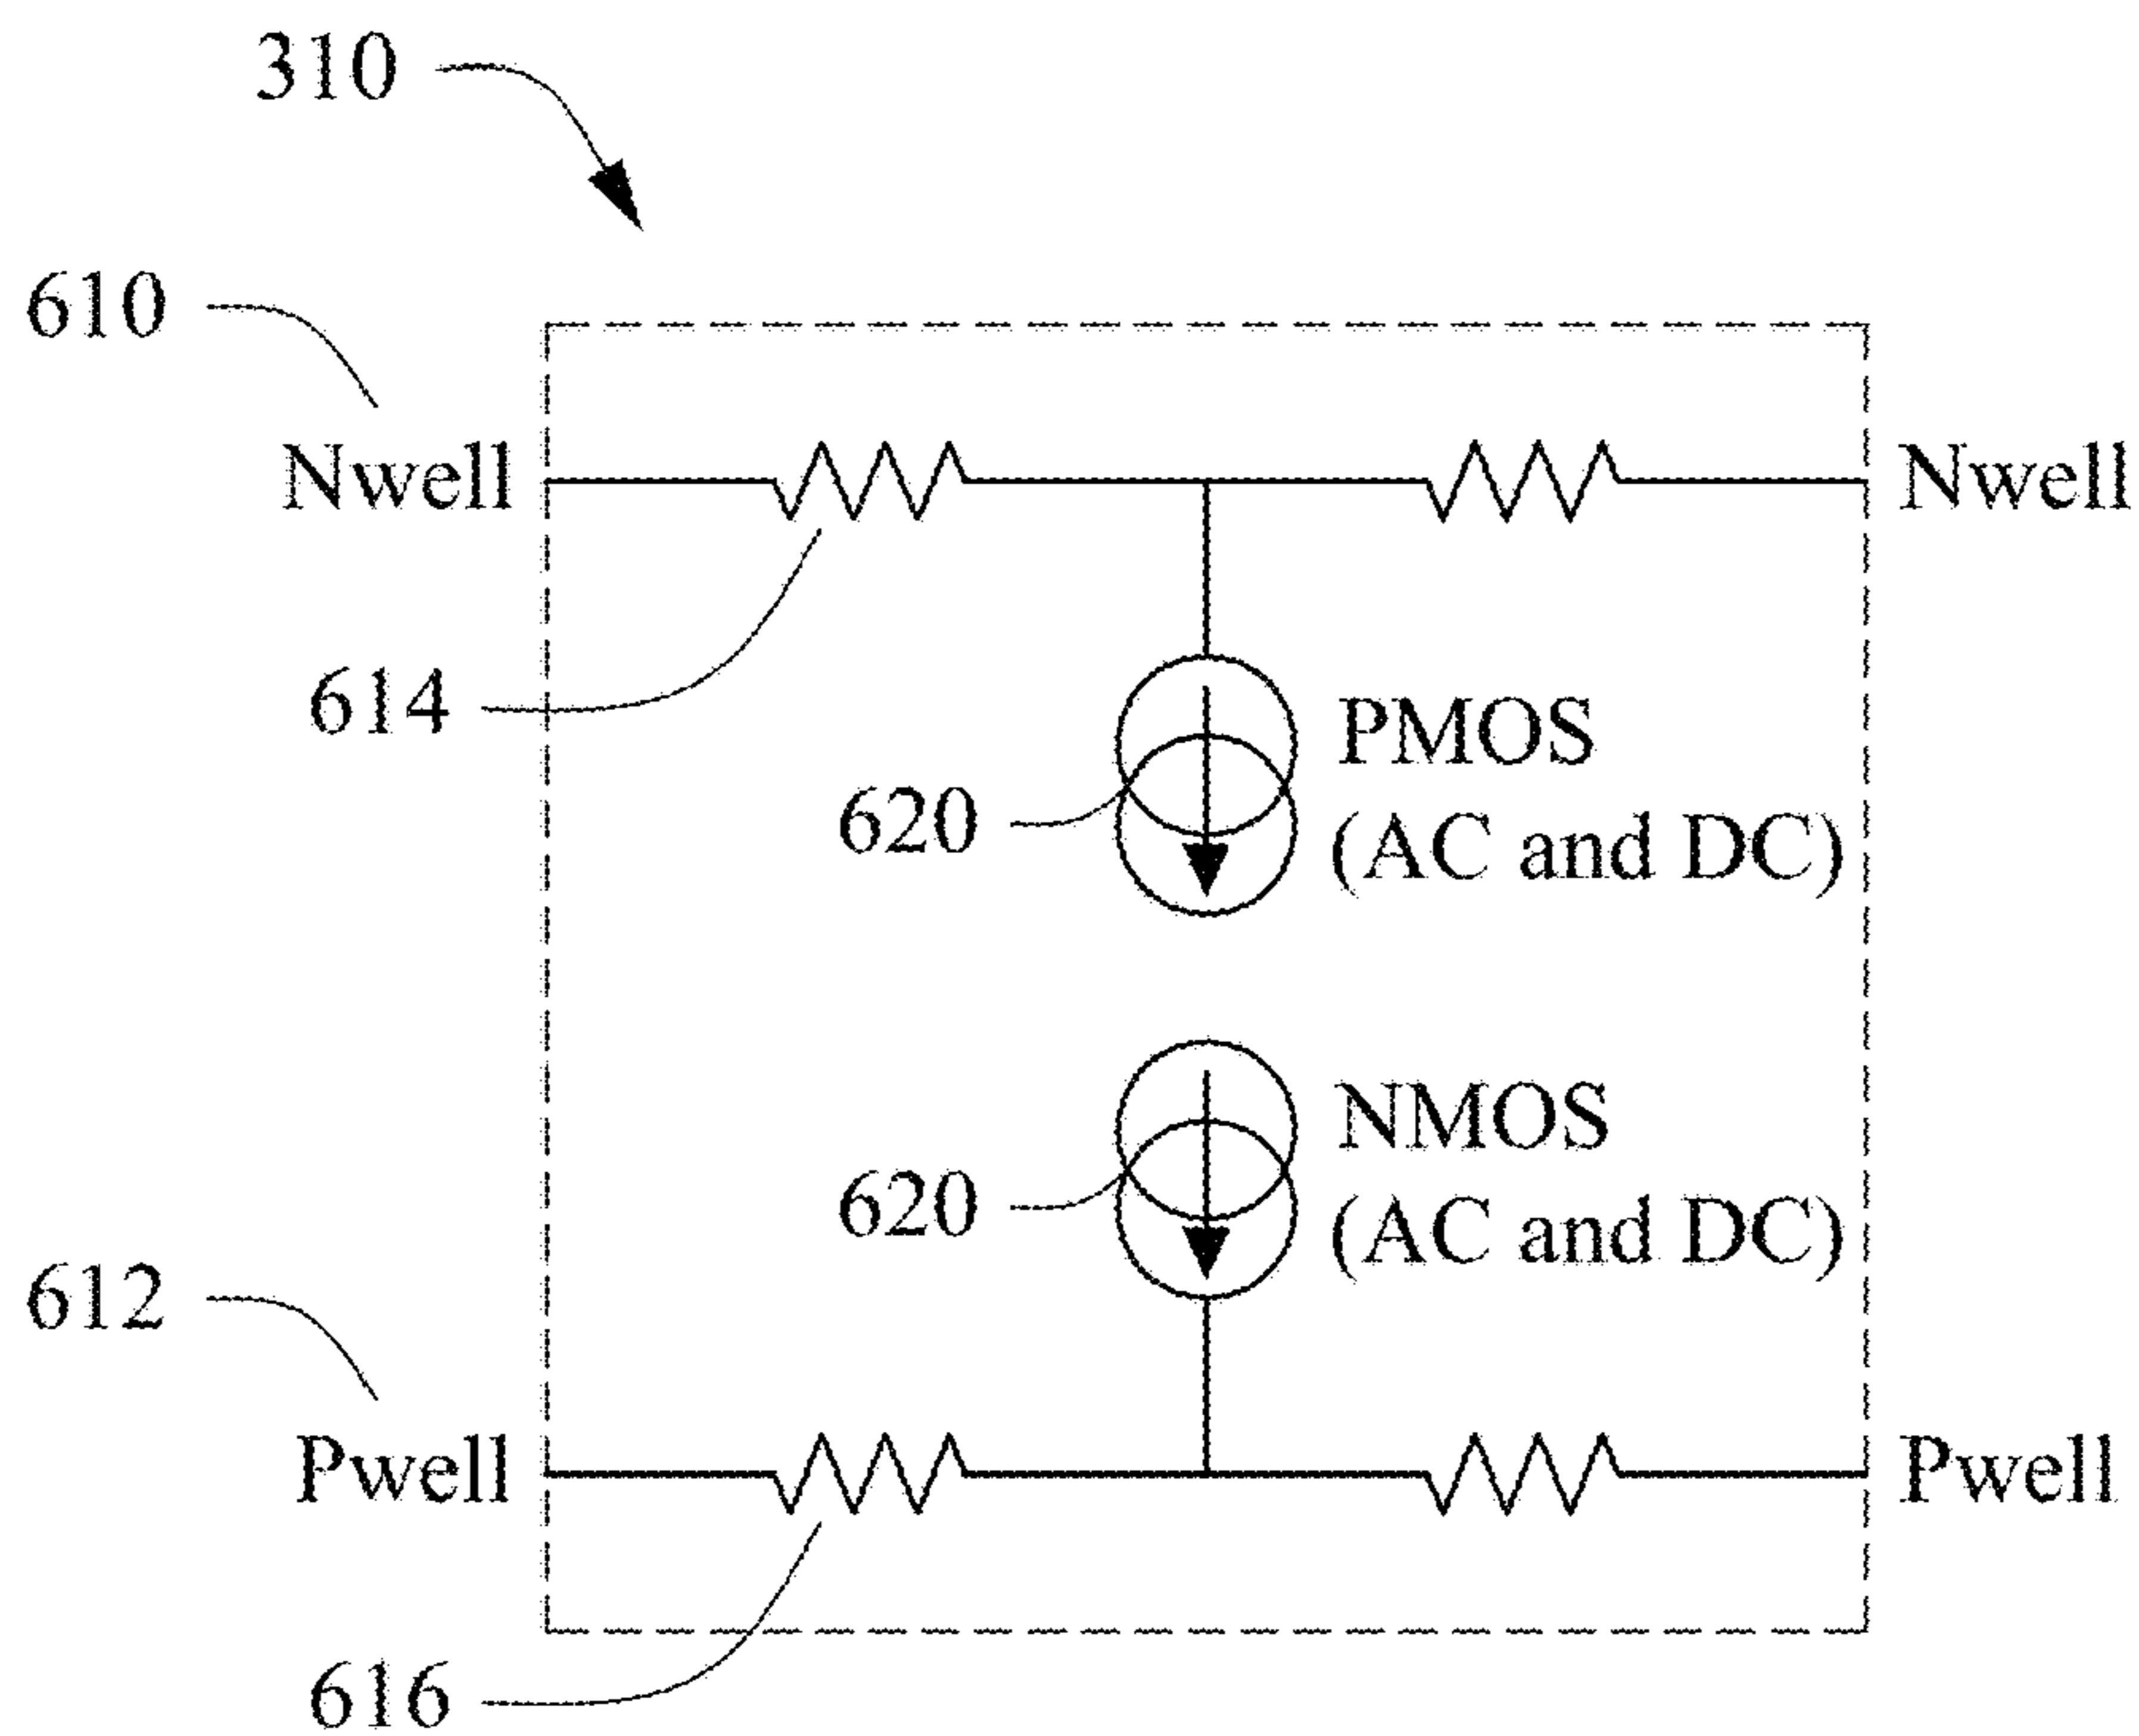 310
610
Nwell
Nwell
614
PMOS
620
(AC and DC)
NMOS
620
(AC and DC)
612
Pwell
Pwell
616